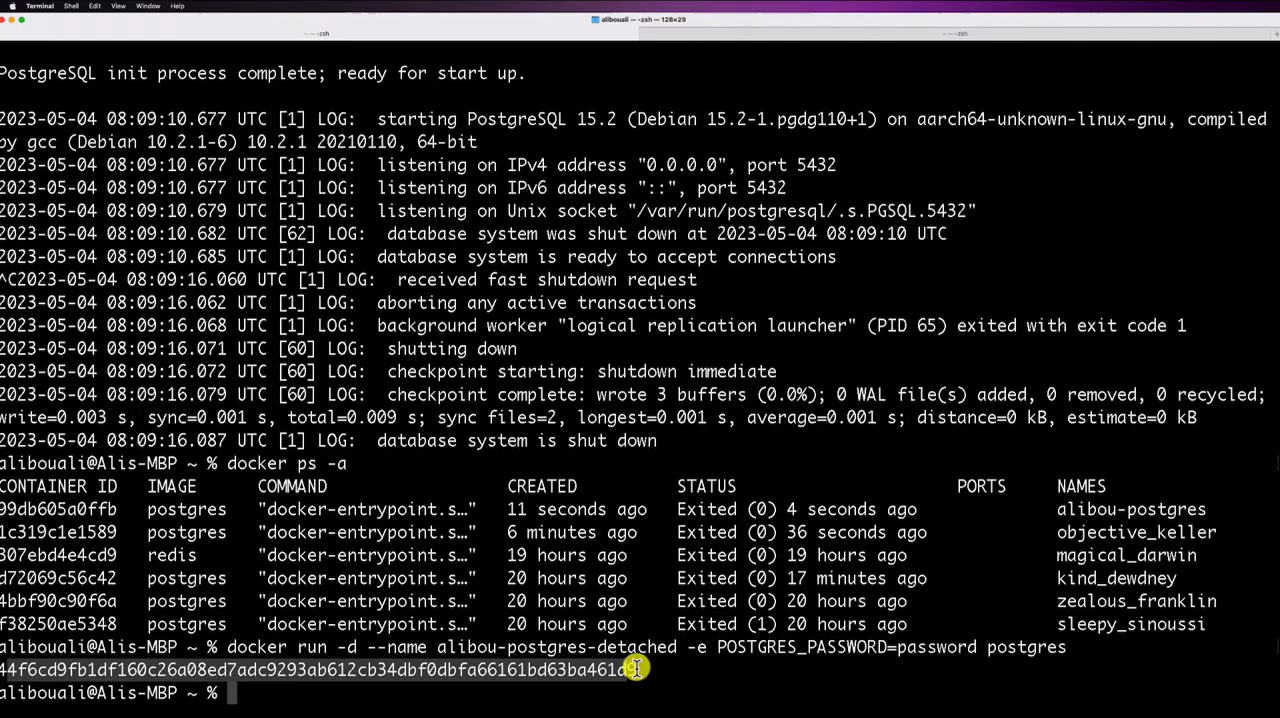 Terminal Shell Edit View Window Help
alibouali — -zsh — 128×29
~ — -zsh
~ — -zsh
PostgreSQL init process complete; ready for start up.
2023-05-04 08:09:10.677 UTC [1] LOG:  starting PostgreSQL 15.2 (Debian 15.2-1.pgdg110+1) on aarch64-unknown-linux-gnu, compiled
by gcc (Debian 10.2.1-6) 10.2.1 20210110, 64-bit
2023-05-04 08:09:10.677 UTC [1] LOG:  listening on IPv4 address "0.0.0.0", port 5432
2023-05-04 08:09:10.677 UTC [1] LOG:  listening on IPv6 address "::", port 5432
2023-05-04 08:09:10.679 UTC [1] LOG:  listening on Unix socket "/var/run/postgresql/.s.PGSQL.5432"
2023-05-04 08:09:10.682 UTC [62] LOG:  database system was shut down at 2023-05-04 08:09:10 UTC
2023-05-04 08:09:10.685 UTC [1] LOG:  database system is ready to accept connections
^C2023-05-04 08:09:16.060 UTC [1] LOG:  received fast shutdown request
2023-05-04 08:09:16.062 UTC [1] LOG:  aborting any active transactions
2023-05-04 08:09:16.068 UTC [1] LOG:  background worker "logical replication launcher" (PID 65) exited with exit code 1
2023-05-04 08:09:16.071 UTC [60] LOG:  shutting down
2023-05-04 08:09:16.072 UTC [60] LOG:  checkpoint starting: shutdown immediate
2023-05-04 08:09:16.079 UTC [60] LOG:  checkpoint complete: wrote 3 buffers (0.0%); 0 WAL file(s) added, 0 removed, 0 recycled;
write=0.003 s, sync=0.001 s, total=0.009 s; sync files=2, longest=0.001 s, average=0.001 s; distance=0 kB, estimate=0 kB
2023-05-04 08:09:16.087 UTC [1] LOG:  database system is shut down
alibouali@Alis-MBP ~ % docker ps -a
CONTAINER ID   IMAGE      COMMAND                  CREATED          STATUS                      PORTS     NAMES
99db605a0ffb   postgres   "docker-entrypoint.s…"   11 seconds ago   Exited (0) 4 seconds ago              alibou-postgres
1c319c1e1589   postgres   "docker-entrypoint.s…"   6 minutes ago    Exited (0) 36 seconds ago             objective_keller
307ebd4e4cd9   redis      "docker-entrypoint.s…"   19 hours ago     Exited (0) 19 hours ago               magical_darwin
d72069c56c42   postgres   "docker-entrypoint.s…"   20 hours ago     Exited (0) 17 minutes ago             kind_dewdney
4bbf90c90f6a   postgres   "docker-entrypoint.s…"   20 hours ago     Exited (0) 20 hours ago               zealous_franklin
f38250ae5348   postgres   "docker-entrypoint.s…"   20 hours ago     Exited (1) 20 hours ago               sleepy_sinoussi
alibouali@Alis-MBP ~ % docker run -d --name alibou-postgres-detached -e POSTGRES_PASSWORD=password postgres
alibouali@Alis-MBP ~ %